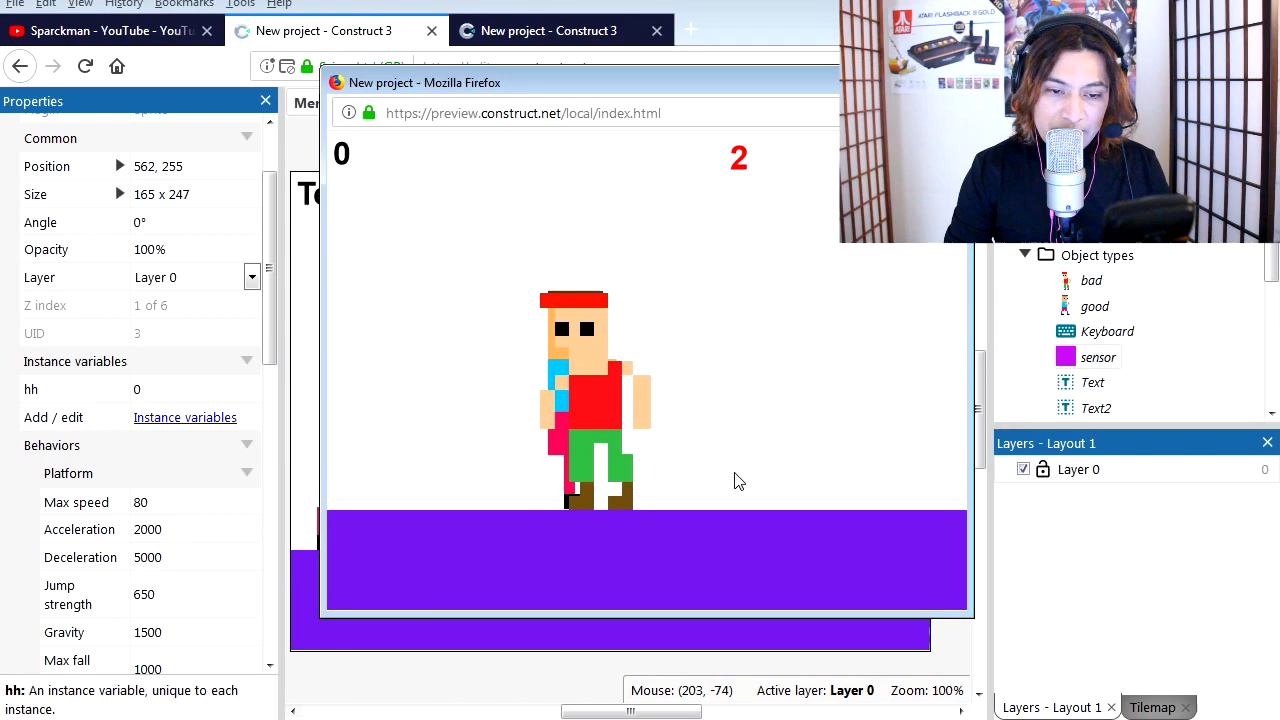 File Edit View History Bookmarks Tools Help
Sparckman - YouTube - YouTu
New project - Construct 3
New project - Construct 3
Properties
New project - Mozilla Firefox
https://preview.construct.net/local/index.html
ATARI FLASHBACK 8 GOLD
Common
Position 562, 255
Size 165 x 247
Angle 0°
Opacity 100%
Layer Layer 0
Z index 1 of 6
UID 3
Instance variables
hh 0
Add / edit Instance variables
Behaviors
Platform
Max speed 80
Acceleration 2000
Deceleration 5000
Jump
strength 650
Gravity 1500
Max fall
1000
hh: An instance variable, unique to each
instance.
0
2
Mouse: (203, -74) Active layer: Layer 0 Zoom: 100%
Object types
bad
good
Keyboard
sensor
Text
Text2
Layers - Layout 1
Layer 0 0
Layers - Layout 1
Tilemap